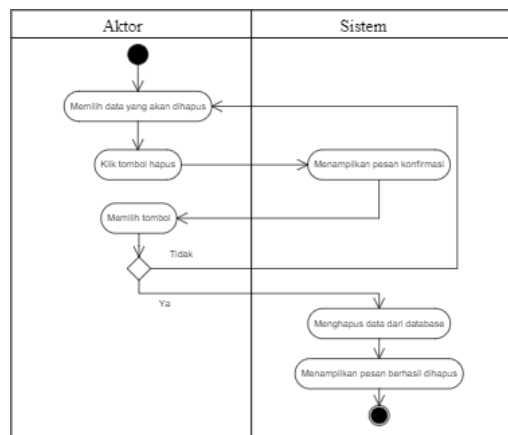 Aktor
Sistem
Memilih data yang akan dihapus
Klik tombol hapus
Menampilkan pesan konfirmasi
Memilih tombol
Tidak
Ya
Menghapus data dari database
Menampilkan pesan berhasil dihapus